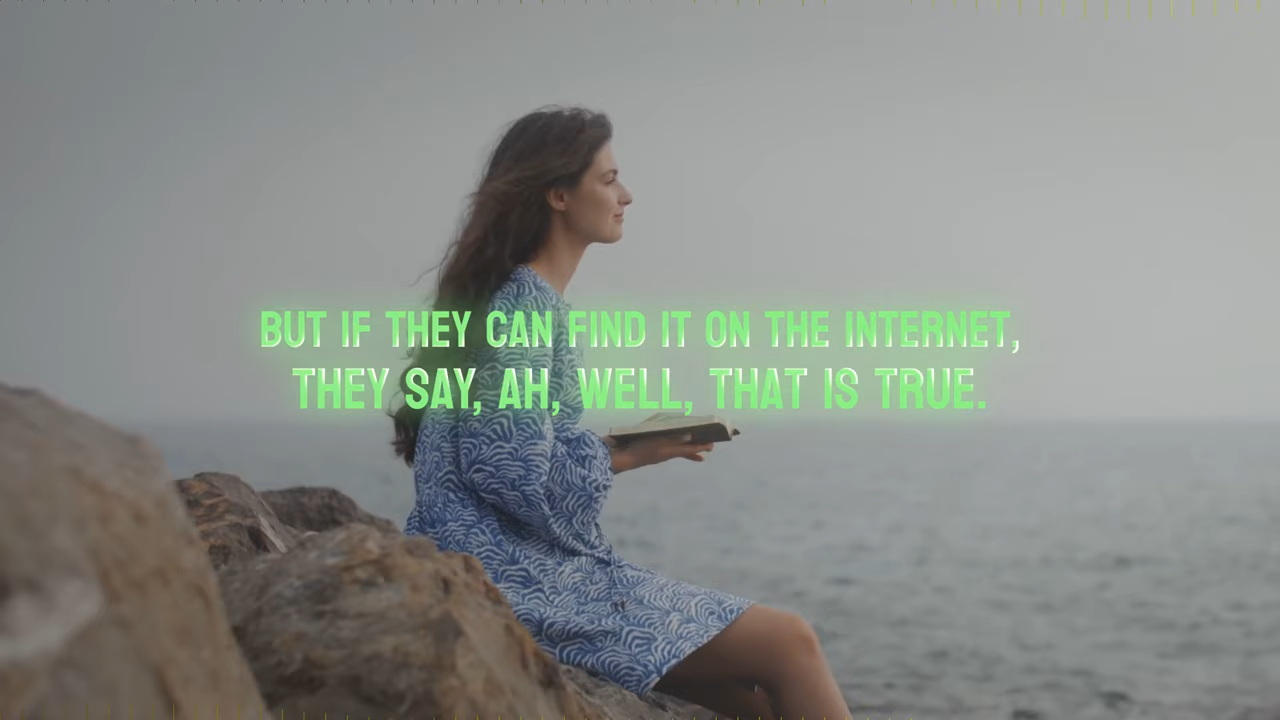 BUT IF THEY CAN FIND IT ON THE INTERNET,
THEY SAY, AH, WELL, THAT IS TRUE.